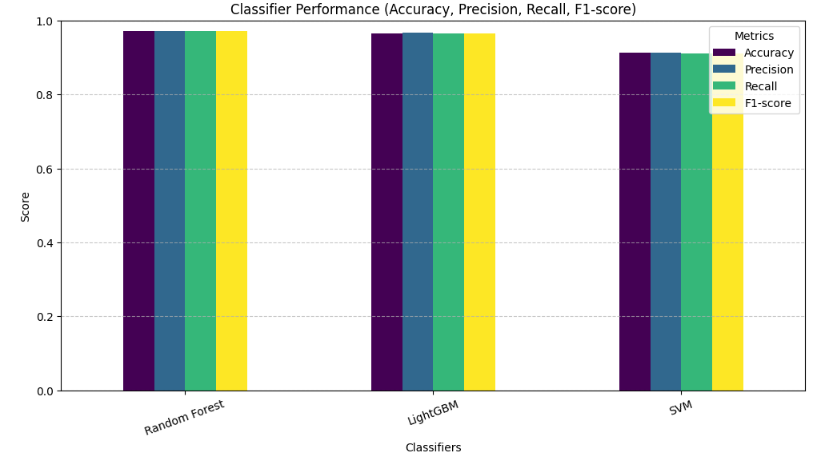 Classifier Performance (Accuracy, Precision, Recall, F1-score)
1.0
0.8
0.6
0.4
0.2
0.0
Score
Metrics
Accuracy
Precision
Recall
F1-score
Random Forest
LightGBM
SVM
Classifiers